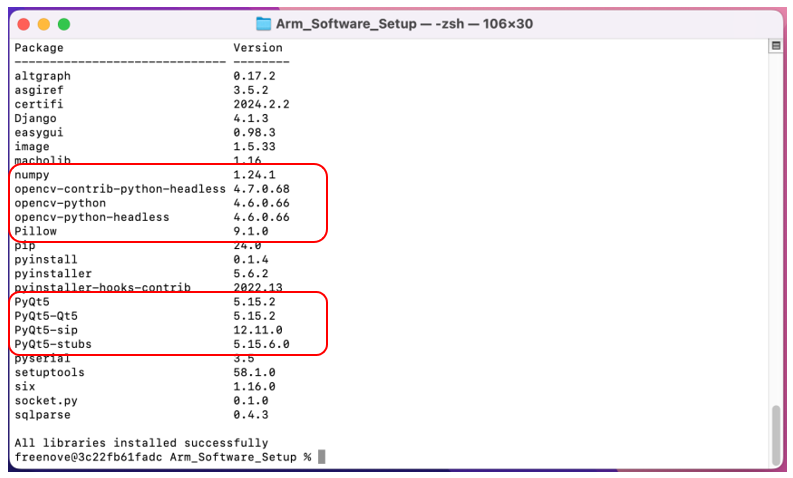 Arm_Software_Setup — -zsh — 106×30
Package Version
------------------------------ --------
altgraph 0.17.2
asgiref 3.5.2
certifi 2024.2.2
Django 4.1.3
easygui 0.98.3
image 1.5.33
macholib 1.16
numpy 1.24.1
opencv-contrib-python-headless 4.7.0.68
opencv-python 4.6.0.66
opencv-python-headless 4.6.0.66
Pillow 9.1.0
pip 24.0
pyinstall 0.1.4
pyinstaller 5.6.2
pyinstaller-hooks-contrib 2022.13
PyQt5 5.15.2
PyQt5-Qt5 5.15.2
PyQt5-sip 12.11.0
PyQt5-stubs 5.15.6.0
pyserial 3.5
setuptools 58.1.0
six 1.16.0
socket.py 0.1.0
sqlparse 0.4.3
All libraries installed successfully
freenove@3c22fb61fadc Arm_Software_Setup %